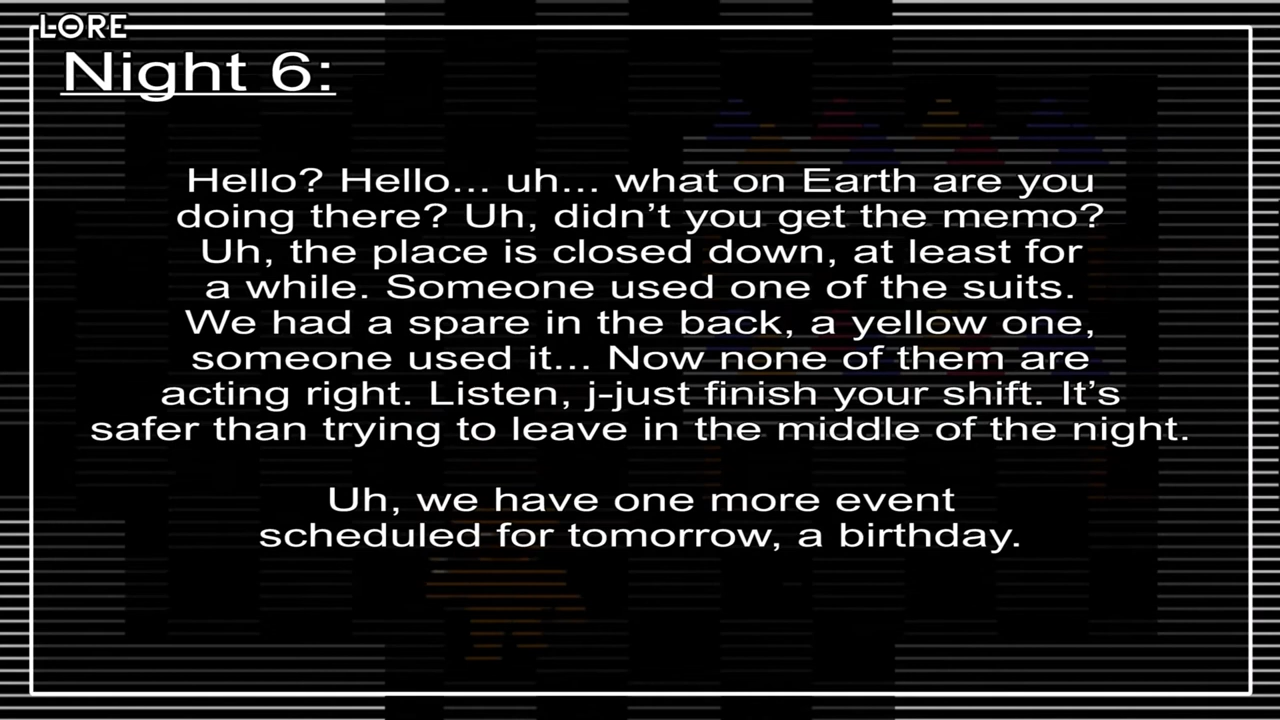 LORE
Night 6:
Hello? Hello... uh... what on Earth are you
doing there? Uh, didn’t you get the memo?
Uh, the place is closed down, at least for
a while. Someone used one of the suits.
We had a spare in the back, a yellow one,
someone used it... Now none of them are
acting right. Listen, j-just finish your shift. It’s
safer than trying to leave in the middle of the night.
Uh, we have one more event
scheduled for tomorrow, a birthday.